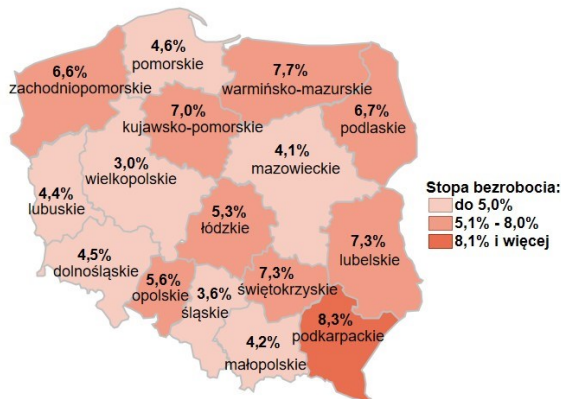 4,6%
pomorskie
6,6%
zachodniopomorskie
7,7%
warmińsko-mazurskie
6,7%
podlaskie
7,0%
kujawsko-pomorskie
4,1%
mazowieckie
3,0%
wielkopolskie
4,4%
lubuskie
Stopa bezrobocia:
do 5,0%
5,1% - 8,0%
8,1% i więcej
5,3%
łódzkie
7,3%
lubelskie
4,5%
dolnośląskie
5,6%
opolskie
3,6%
śląskie
7,3%
świętokrzyskie
8,3%
podkarpackie
4,2%
małopolskie